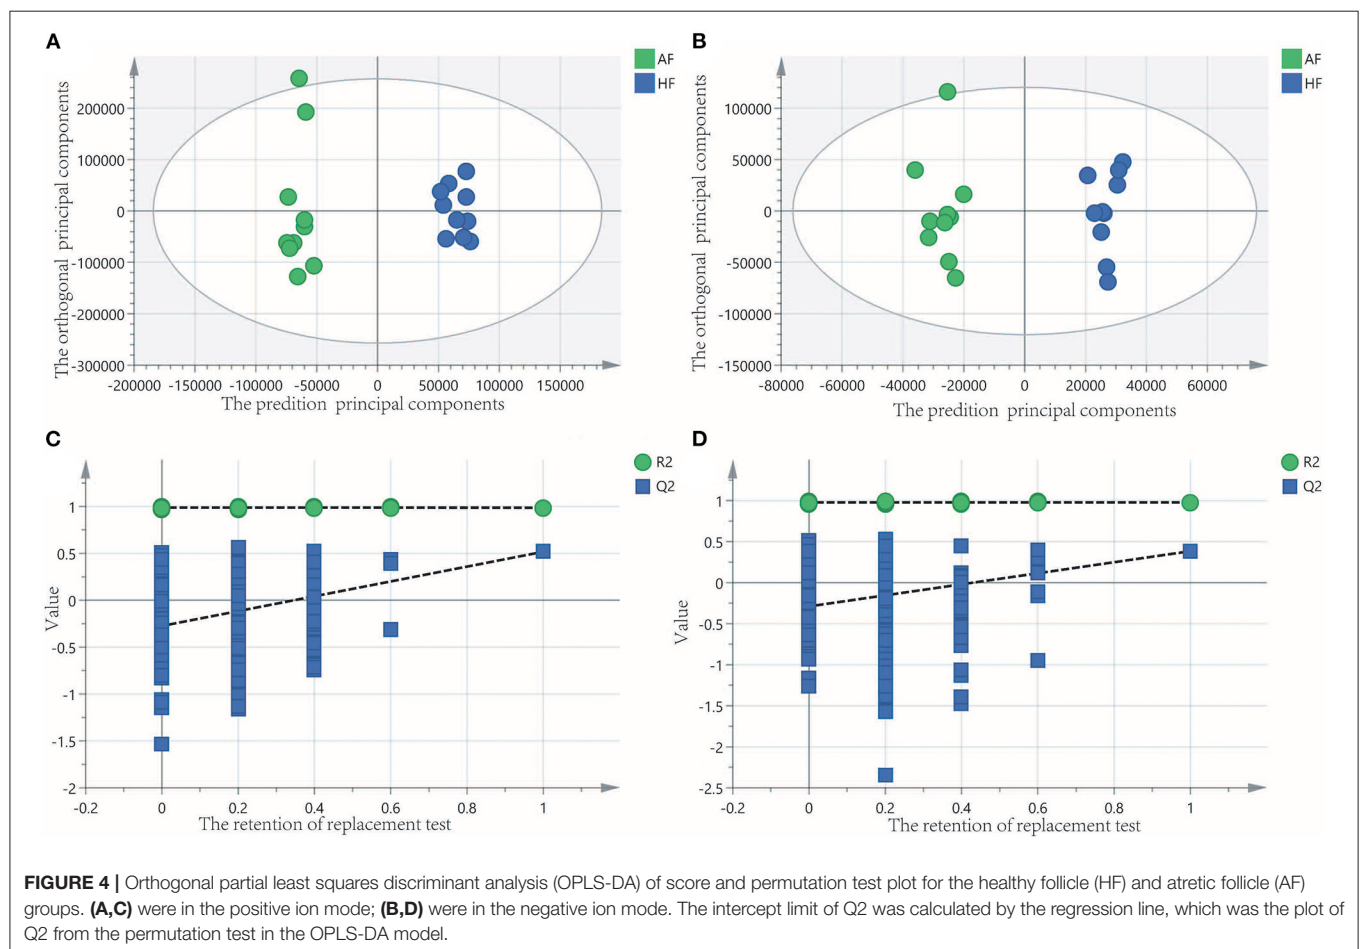 A
AF
HF
The orthogonal principal components
200000
100000
0
-100000
-200000
-300000
-200000 -150000 -100000 -50000 0 50000 100000 150000
The predition principal components
B
AF
HF
The orthogonal principal components
100000
50000
0
-50000
-100000
-150000
-80000 -60000 -40000 -20000 0 20000 40000 60000
The predition principal components
C
R2
Q2
Value
1
0.5
0
-0.5
-1
-1.5
-2
-0.2 0 0.2 0.4 0.6 0.8 1
The retention of replacement test
D
R2
Q2
Value
1
0.5
0
-0.5
-1
-1.5
-2
-2.5
-0.2 0 0.2 0.4 0.6 0.8 1
The retention of replacement test
FIGURE 4 | Orthogonal partial least squares discriminant analysis (OPLS-DA) of score and permutation test plot for the healthy follicle (HF) and atretic follicle (AF)
groups. (A,C) were in the positive ion mode; (B,D) were in the negative ion mode. The intercept limit of Q2 was calculated by the regression line, which was the plot of
Q2 from the permutation test in the OPLS-DA model.